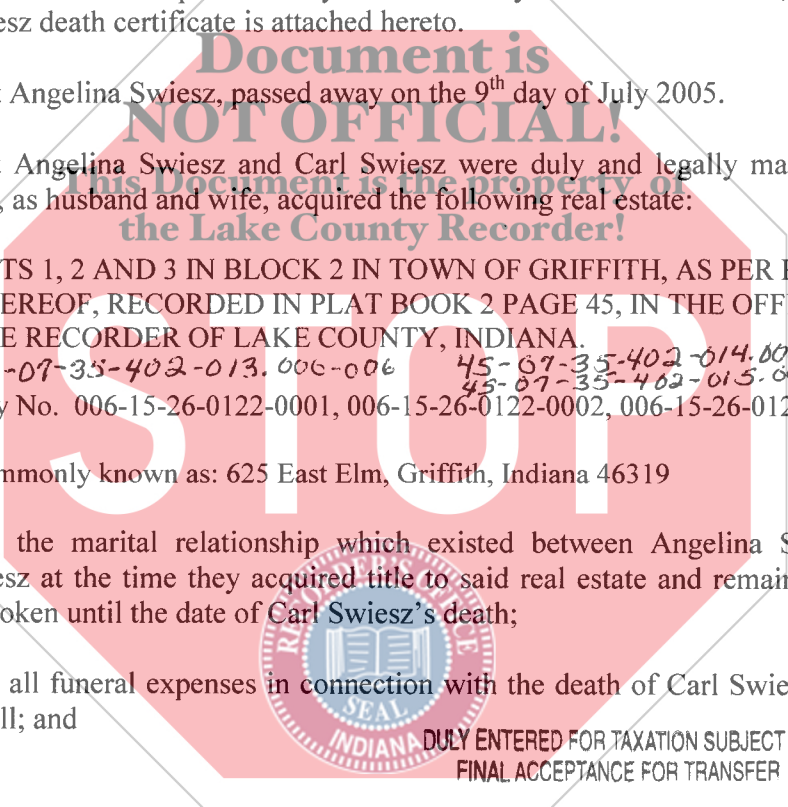 esz death certificate is attached hereto.
Document is
Angelina Swiesz, passed away on the 9th day of July 2005.
NOT OFFICIAL!
Angelina Swiesz and Carl Swiesz were duly and legally ma
This Document is the property of
, as husband and wife, acquired the following real estate:
the Lake County Recorder!
TS 1, 2 AND 3 IN BLOCK 2 IN TOWN OF GRIFFITH, AS PER
EREOF, RECORDED IN PLAT BOOK 2 PAGE 45, IN THE OFF
E RECORDER OF LAKE COUNTY, INDIANA.
-07-35-402-013.006-006 45-07-35-402-014.00
45-07-35-402-015.0
y No. 006-15-26-0122-0001, 006-15-26-0122-0002, 006-15-26-012
STOP
mmonly known as: 625 East Elm, Griffith, Indiana 46319
the marital relationship which existed between Angelina S
esz at the time they acquired title to said real estate and remai
oken until the date of Carl Swiesz's death;
RECORDER'S OFFICE
all funeral expenses in connection with the death of Carl Swie
ll; and
SEAL
INDIANA
DULY ENTERED FOR TAXATION SUBJECT
FINAL ACCEPTANCE FOR TRANSFER